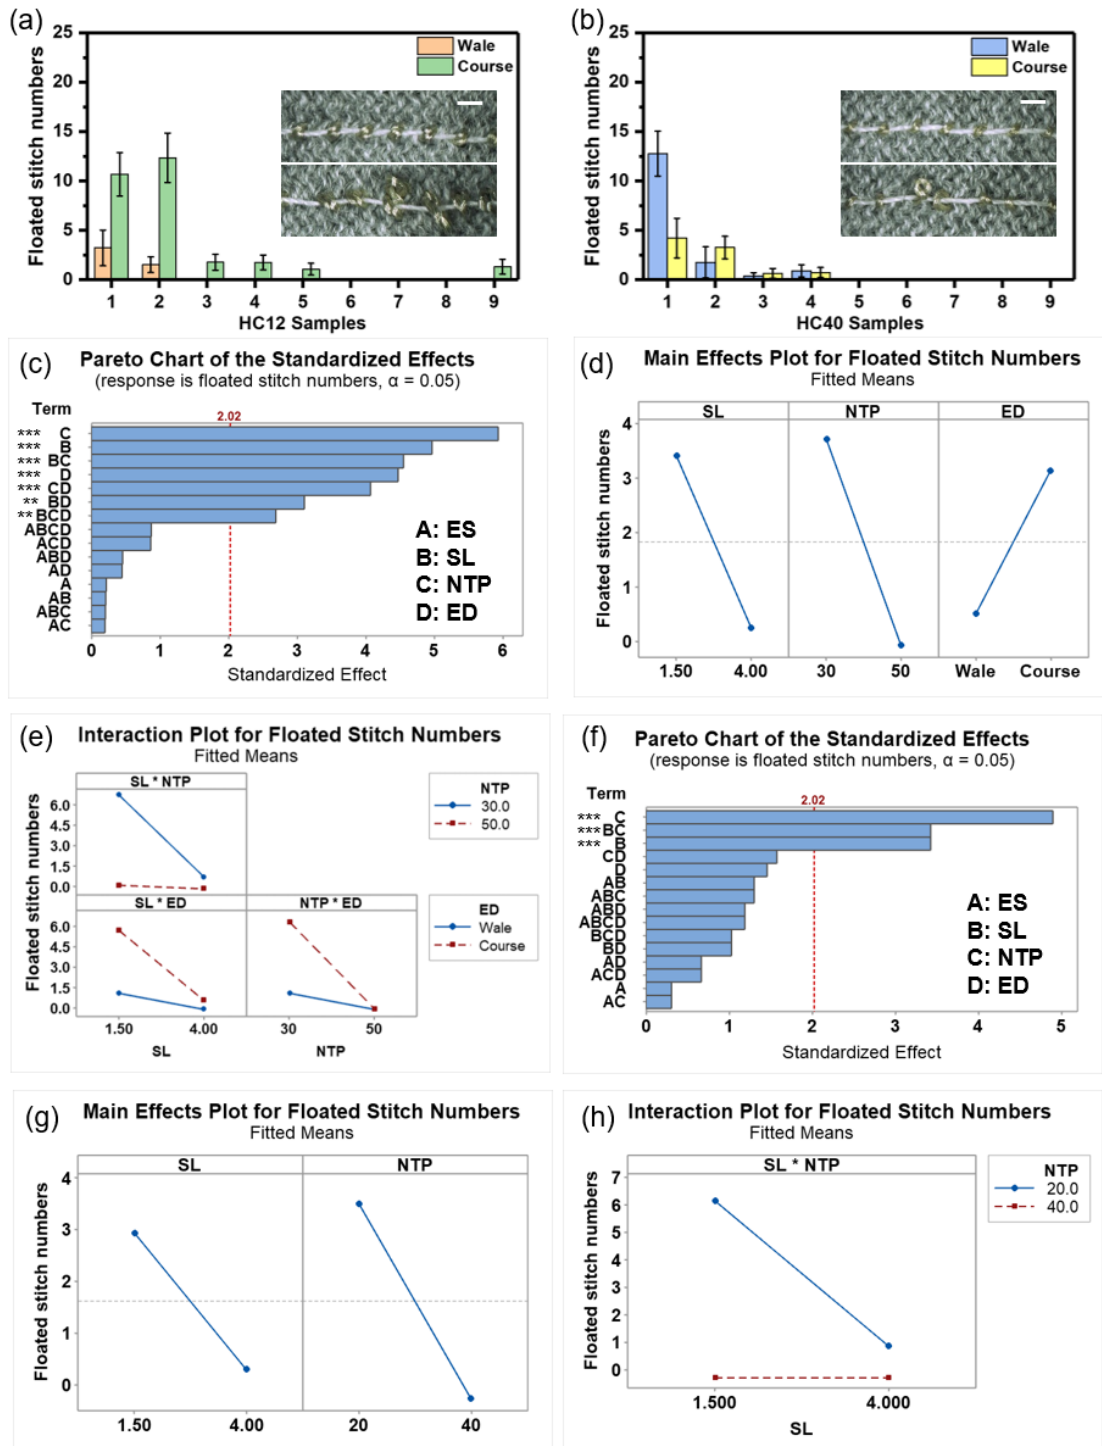 (a)
25
20
15
10
5
0
Floated stitch numbers
Wale
Course
1 2 3 4 5 6 7 8 9
HC12 Samples
(b)
25
20
15
10
5
0
Floated stitch numbers
Wale
Course
1 2 3 4 5 6 7 8 9
HC40 Samples
(c) Pareto Chart of the Standardized Effects
(response is floated stitch numbers, α = 0.05)
Term
2.02
*** C
*** B
*** BC
*** D
*** CD
** BD
** BCD
ABCD
ACD
ABD
AD
A
AB
ABC
AC
A: ES
B: SL
C: NTP
D: ED
0 1 2 3 4 5 6
Standardized Effect
(d) Main Effects Plot for Floated Stitch Numbers
Fitted Means
SL NTP ED
4
3
2
1
0
Floated stitch numbers
1.50 4.00 30 50 Wale Course
(e) Interaction Plot for Floated Stitch Numbers
Fitted Means
SL * NTP
NTP
30.0
50.0
6.0
4.5
3.0
1.5
0.0
Floated stitch numbers
SL * ED NTP * ED
ED
Wale
Course
6.0
4.5
3.0
1.5
0.0
1.50 4.00 30 50
SL NTP
(f) Pareto Chart of the Standardized Effects
(response is floated stitch numbers, α = 0.05)
Term
2.02
*** C
*** BC
*** B
CD
D
AB
ABC
ABD
ABCD
BCD
BD
AD
ACD
A
AC
A: ES
B: SL
C: NTP
D: ED
0 1 2 3 4 5
Standardized Effect
(g) Main Effects Plot for Floated Stitch Numbers
Fitted Means
SL NTP
4
3
2
1
0
Floated stitch numbers
1.50 4.00 20 40
(h) Interaction Plot for Floated Stitch Numbers
Fitted Means
SL * NTP
NTP
20.0
40.0
7
6
5
4
3
2
1
0
Floated stitch numbers
1.500 4.000
SL